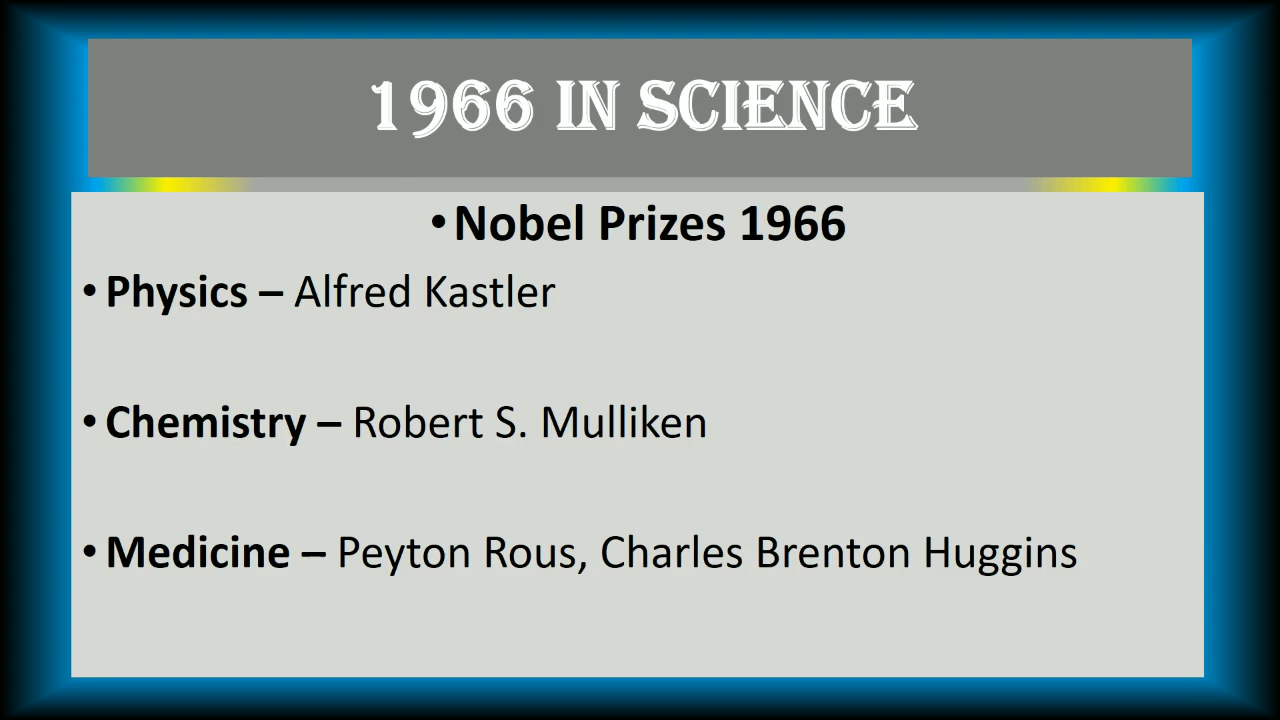 1966 IN SCIENCE
•Nobel Prizes 1966
• Physics – Alfred Kastler
• Chemistry – Robert S. Mulliken
• Medicine – Peyton Rous, Charles Brenton Huggins